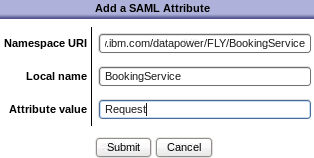 Add a SAML Attribute
Namespace URI .ibm.com/datapower/FLY/BookingService
Local name BookingService
Attribute value Request
Submit Cancel